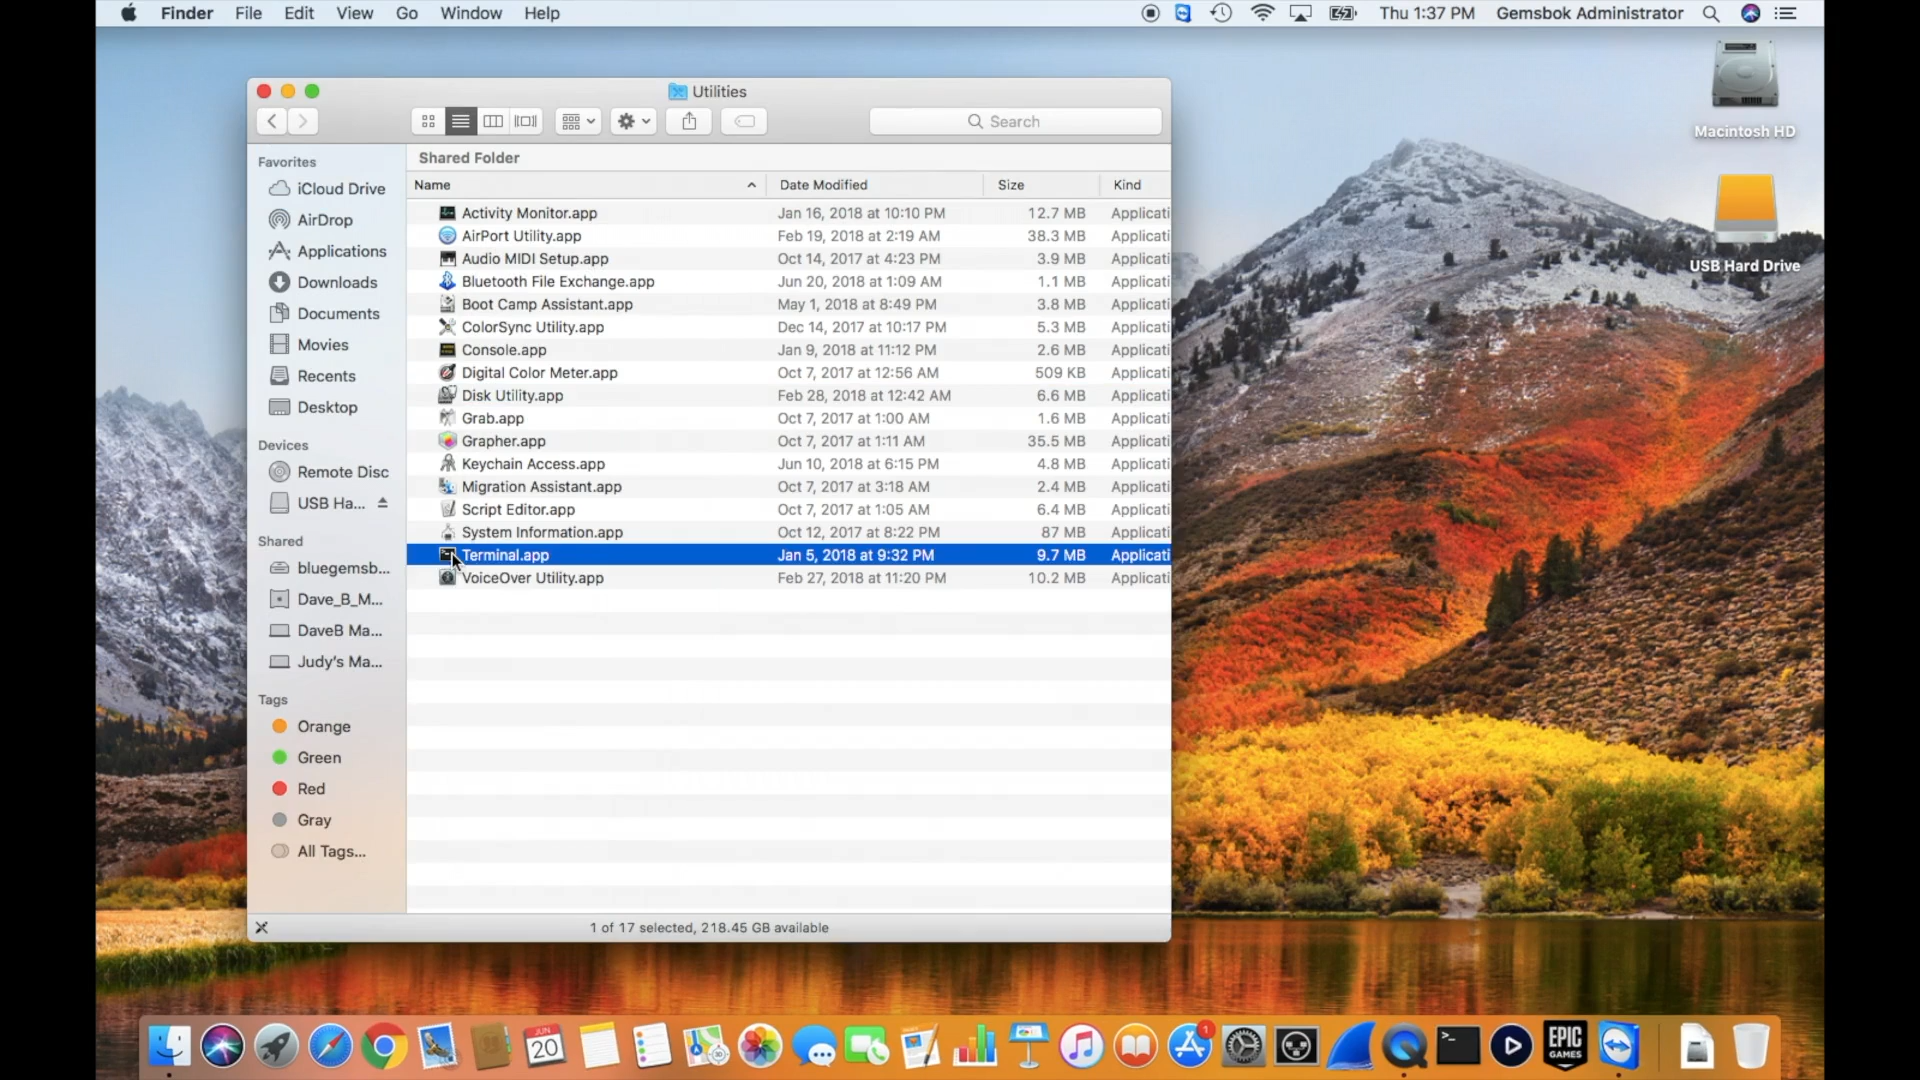 Finder File Edit View Go Window Help Thu 1:37 PM Gemsbok Administrator
Utilities
Search
Macintosh HD
USB Hard Drive
Favorites
iCloud Drive
AirDrop
Applications
Downloads
Documents
Movies
Recents
Desktop
Devices
Remote Disc
USB Ha...
Shared
bluegemsb...
Dave_B_M...
DaveB Ma...
Judy's Ma...
Tags
Orange
Green
Red
Gray
All Tags...
Shared Folder
Name Date Modified Size Kind
Activity Monitor.app Jan 16, 2018 at 10:10 PM 12.7 MB Applicati
AirPort Utility.app Feb 19, 2018 at 2:19 AM 38.3 MB Applicati
Audio MIDI Setup.app Oct 14, 2017 at 4:23 PM 3.9 MB Applicati
Bluetooth File Exchange.app Jun 20, 2018 at 1:09 AM 1.1 MB Applicati
Boot Camp Assistant.app May 1, 2018 at 8:49 PM 3.8 MB Applicati
ColorSync Utility.app Dec 14, 2017 at 10:17 PM 5.3 MB Applicati
Console.app Jan 9, 2018 at 11:12 PM 2.6 MB Applicati
Digital Color Meter.app Oct 7, 2017 at 12:56 AM 509 KB Applicati
Disk Utility.app Feb 28, 2018 at 12:42 AM 6.6 MB Applicati
Grab.app Oct 7, 2017 at 1:00 AM 1.6 MB Applicati
Grapher.app Oct 7, 2017 at 1:11 AM 35.5 MB Applicati
Keychain Access.app Jun 10, 2018 at 6:15 PM 4.8 MB Applicati
Migration Assistant.app Oct 7, 2017 at 3:18 AM 2.4 MB Applicati
Script Editor.app Oct 7, 2017 at 1:05 AM 6.4 MB Applicati
System Information.app Oct 12, 2017 at 8:22 PM 87 MB Applicati
Terminal.app Jan 5, 2018 at 9:32 PM 9.7 MB Applicati
VoiceOver Utility.app Feb 27, 2018 at 11:20 PM 10.2 MB Applicati
1 of 17 selected, 218.45 GB available
JUN
20
1
EPIC
GAMES